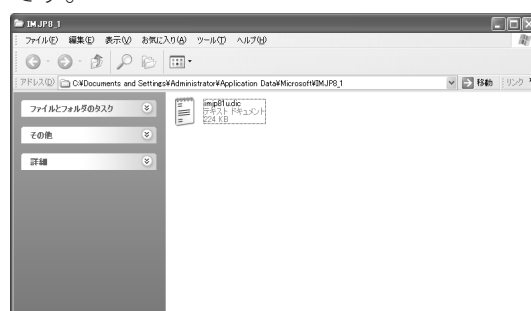 です。
IMJP8_1
ファイル(F) 編集(E) 表示(V) お気に入り(A) ツール(T) ヘルプ(H)
アドレス(D) C:¥Documents and Settings¥Administrator¥Application Data¥Microsoft¥IMJP8_1 移動 リンク
ファイルとフォルダのタスク
その他
詳細
imjp81u.dic
テキスト ドキュメント
224 KB